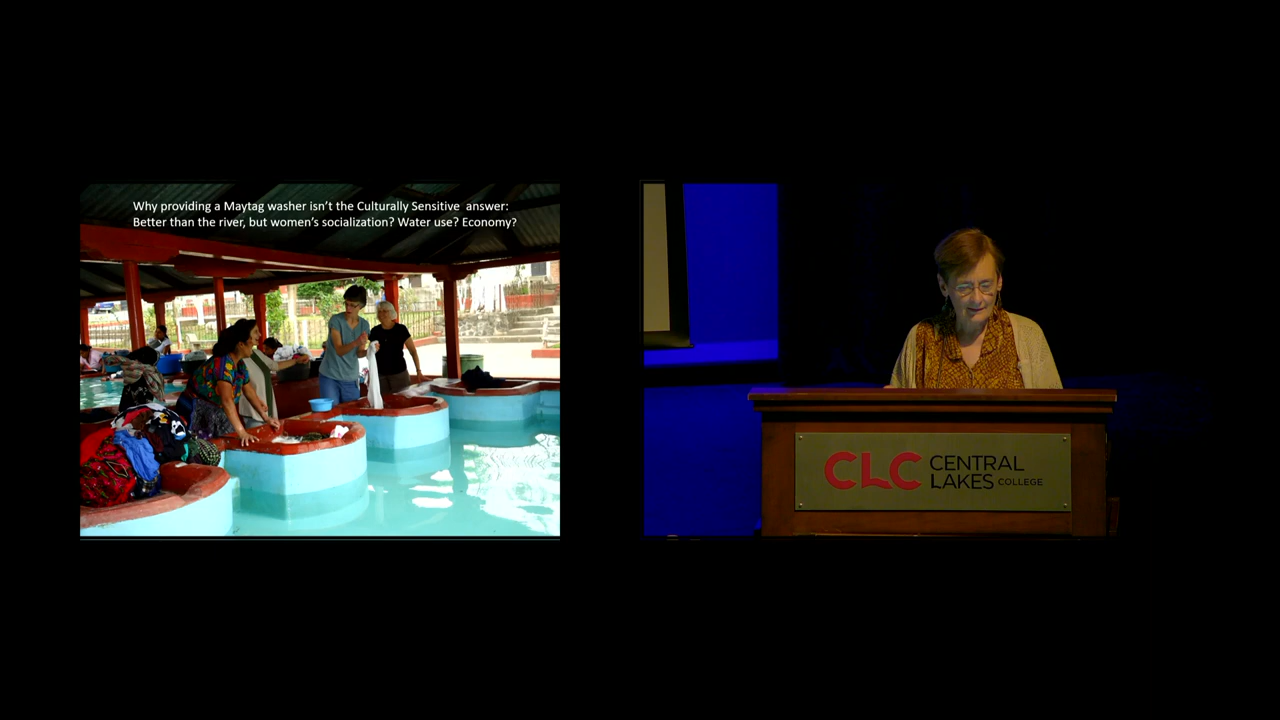 Why providing a Maytag washer isn't the Culturally Sensitive  answer:
Better than the river, but women's socialization? Water use? Economy?
CLC CENTRAL
LAKES COLLEGE